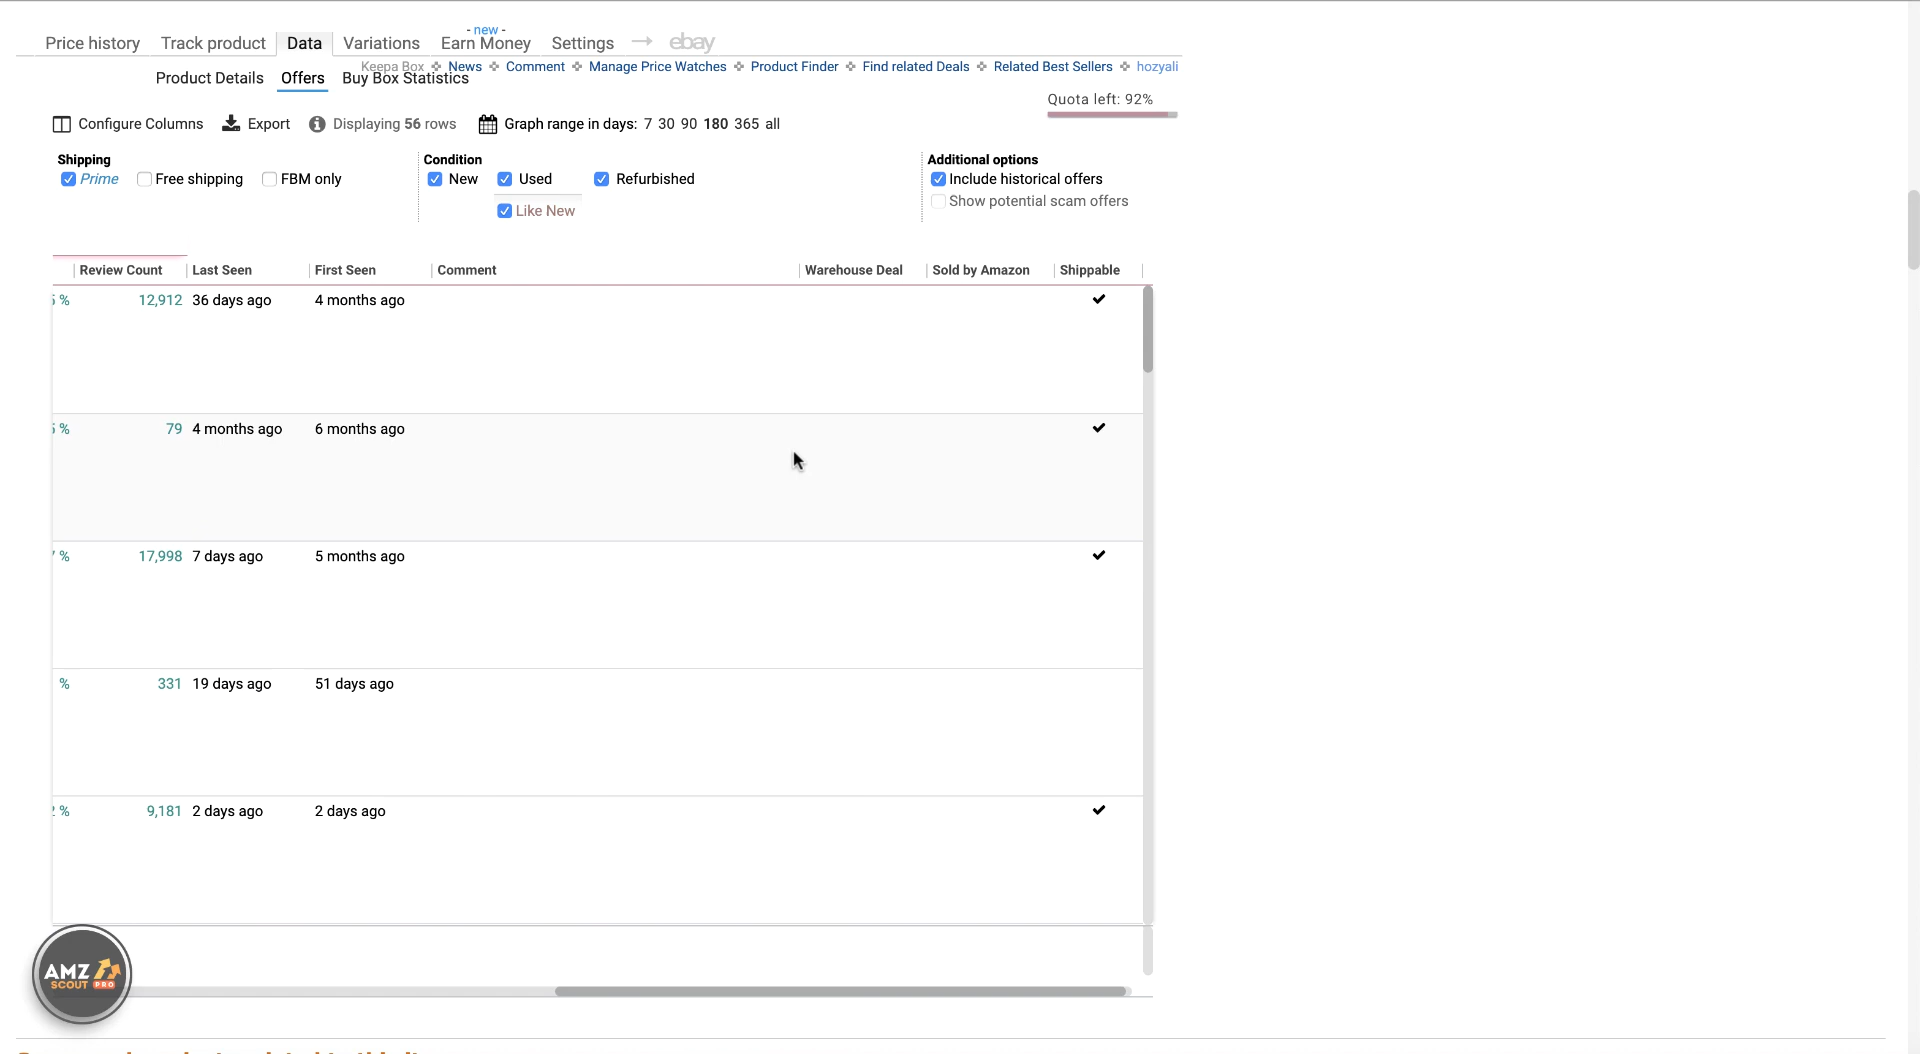 - new -
Price history Track product Data Variations Earn Money Settings → ebay
Keepa Box News Comment Manage Price Watches Product Finder Find related Deals Related Best Sellers hozyali
Product Details Offers Buy Box Statistics
Quota left: 92%
Configure Columns Export Displaying 56 rows Graph range in days: 7 30 90 180 365 all
Shipping Condition Additional options
Prime Free shipping FBM only New Used Refurbished Include historical offers
Like New Show potential scam offers
Review Count Last Seen First Seen Comment Warehouse Deal Sold by Amazon Shippable
% 12,912 36 days ago 4 months ago
% 79 4 months ago 6 months ago
% 17,998 7 days ago 5 months ago
% 331 19 days ago 51 days ago
% 9,181 2 days ago 2 days ago
AMZ
SCOUT PRO